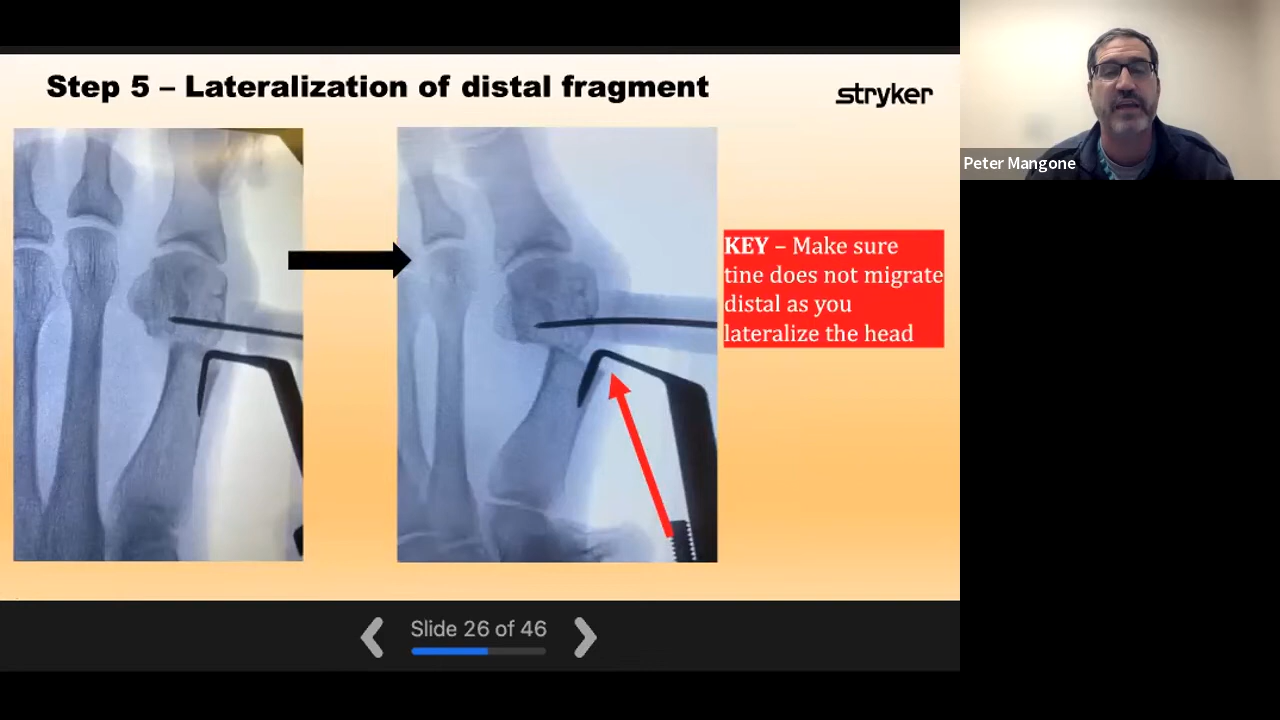 Step 5 – Lateralization of distal fragment
stryker
KEY – Make sure
tine does not migrate
distal as you
lateralize the head
Slide 26 of 46
Peter Mangone